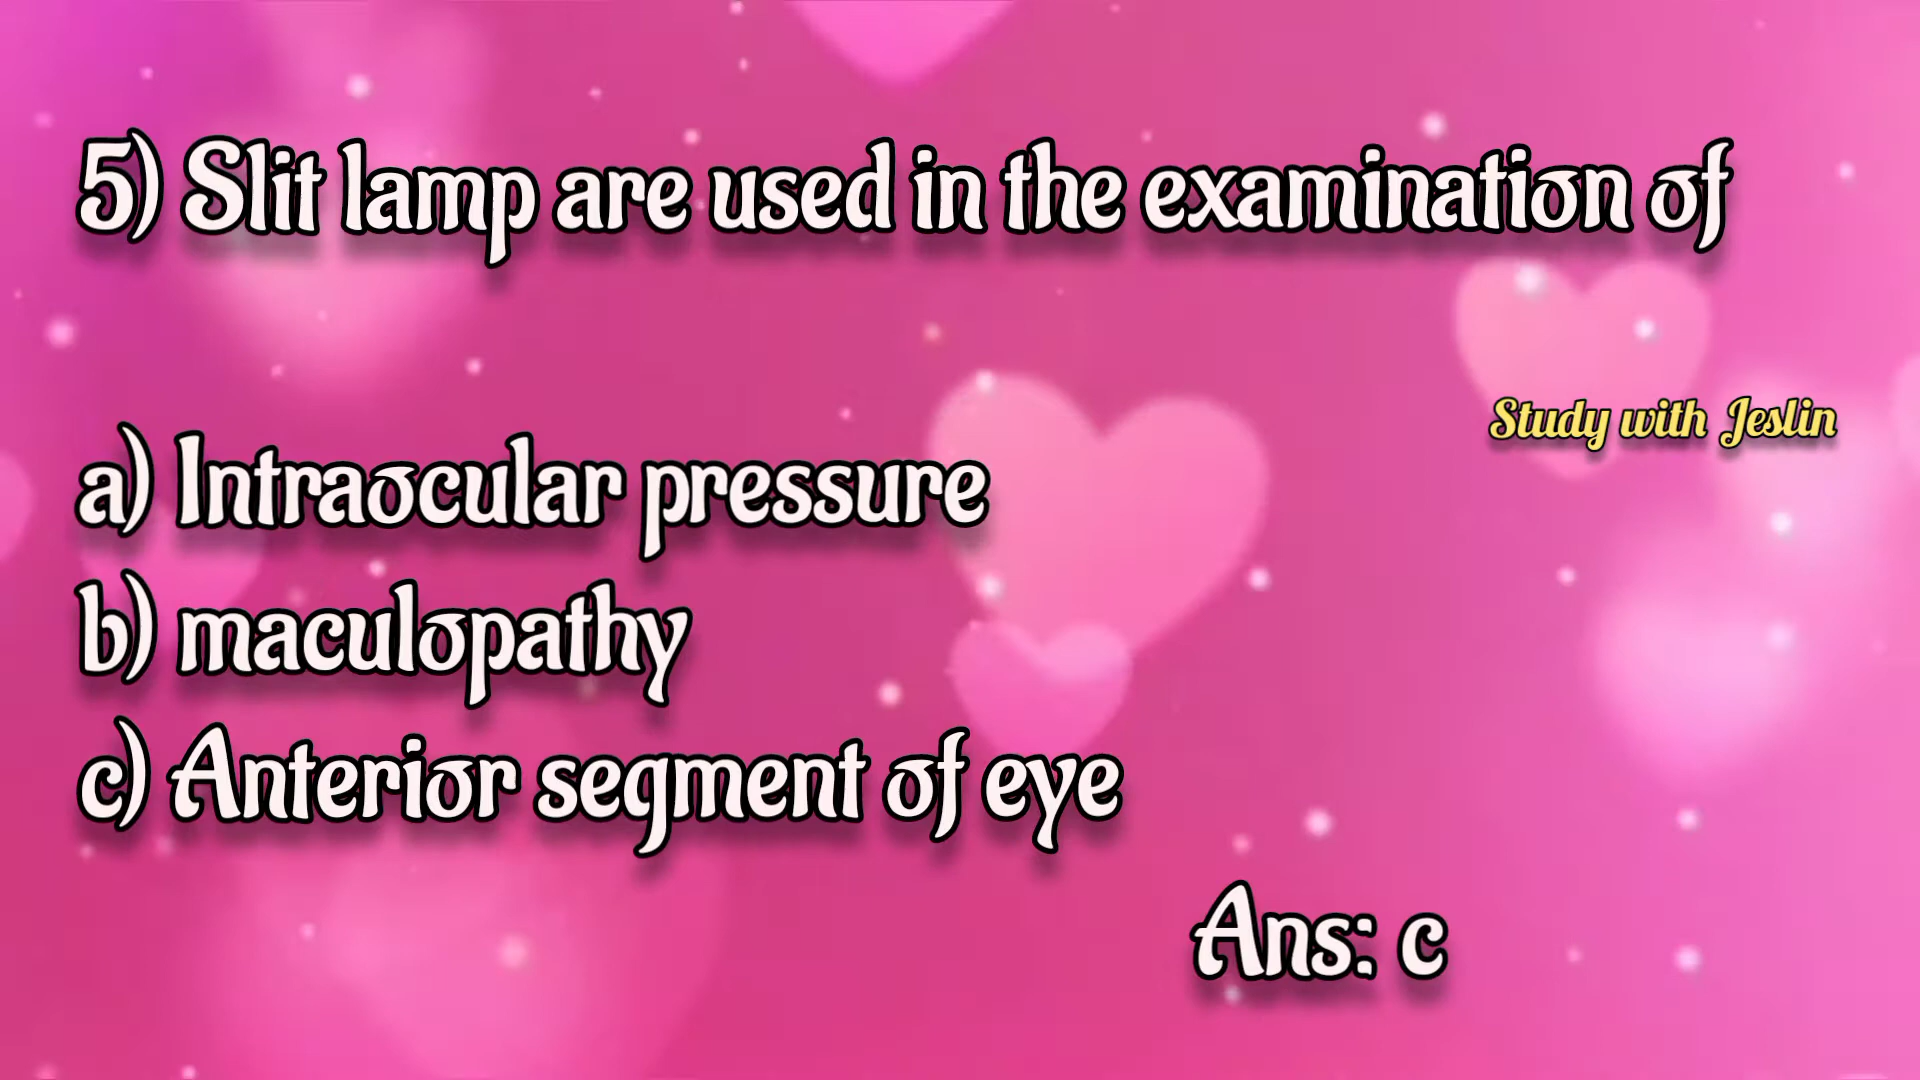 5) Slit lamp are used in the examination of
Study with Jeslin
a) Intraocular pressure
b) maculopathy
c) Anterior segment of eye
Ans: c